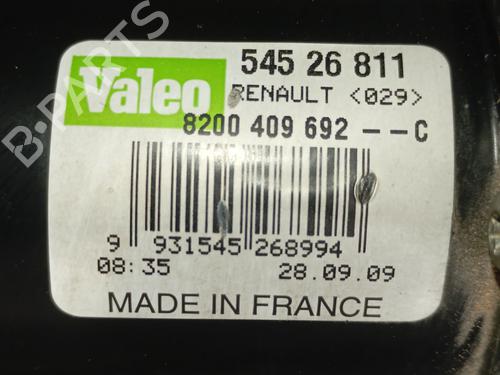 Valeo
545 26 811
RENAULT <029>
8200 409 692 -- C
9 931545 268994
08:35 28.09.09
MADE IN FRANCE
B-PARTS